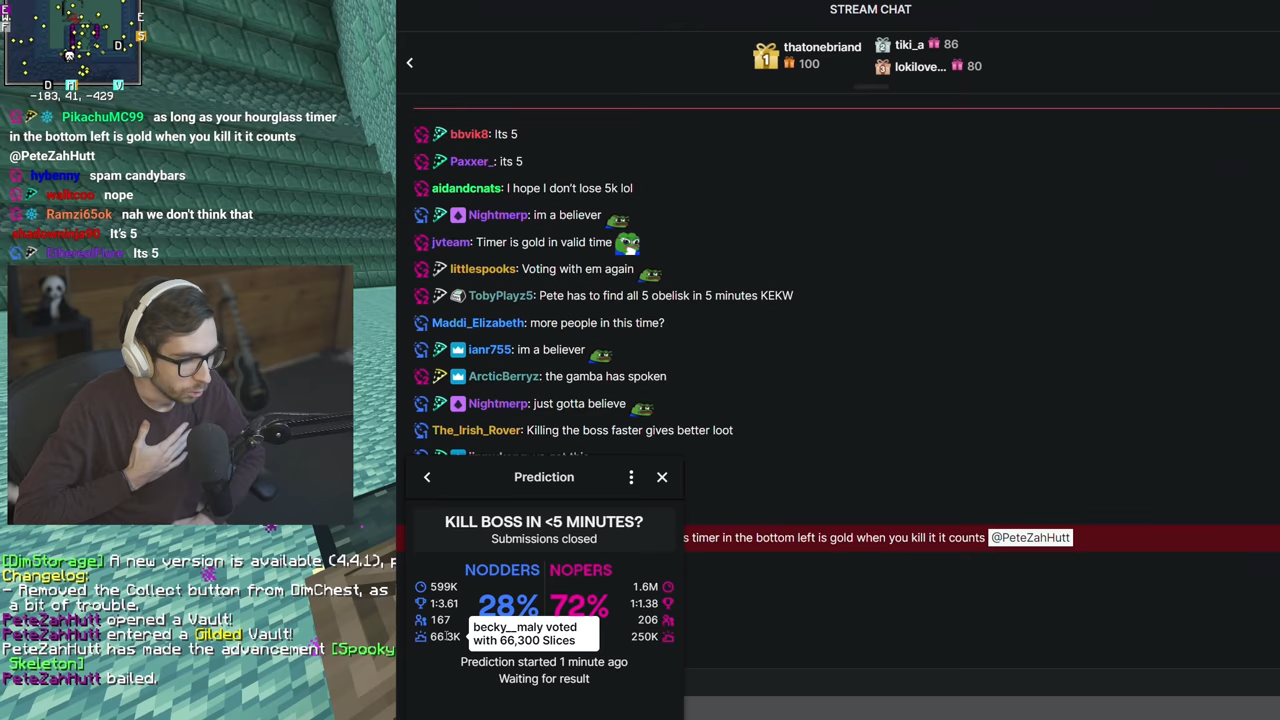 E
E
F
D
S
D
-183, 41, -429
PikachuMC99 as long as your hourglass timer
in the bottom left is gold when you kill it it counts
@PeteZahHutt
hybenny spam candybars
walkcoo nope
Ramzi65ok nah we don't think that
It's 5
Its 5
[DimStorage] A new version is available (4.4.1), p
Changelog:
- Removed the Collect button from DimChest, as
a bit of trouble.
PeteZahHutt opened a Vault!
PeteZahHutt entered a Gilded Vault!
PeteZahHutt has made the advancement [Spooky
Skeleton]
PeteZahHutt bailed.
STREAM CHAT
1 thatonebriand
100
2 tiki_a 86
3 lokilove... 80
bbvik8: Its 5
Paxxer_: its 5
aidandcnats: I hope I don't lose 5k lol
Nightmerp: im a believer
jvteam: Timer is gold in valid time
littlespooks: Voting with em again
TobyPlayz5: Pete has to find all 5 obelisk in 5 minutes KEKW
Maddi_Elizabeth: more people in this time?
ianr755: im a believer
ArcticBerryz: the gamba has spoken
Nightmerp: just gotta believe
The_Irish_Rover: Killing the boss faster gives better loot
s timer in the bottom left is gold when you kill it it counts @PeteZahHutt
Prediction
KILL BOSS IN <5 MINUTES?
Submissions closed
NODDERS NOPERS
599K 1.6M
1:3.61 28% 72% 1:1.38
167 206
66.3K 250K
becky__maly voted
with 66,300 Slices
Prediction started 1 minute ago
Waiting for result